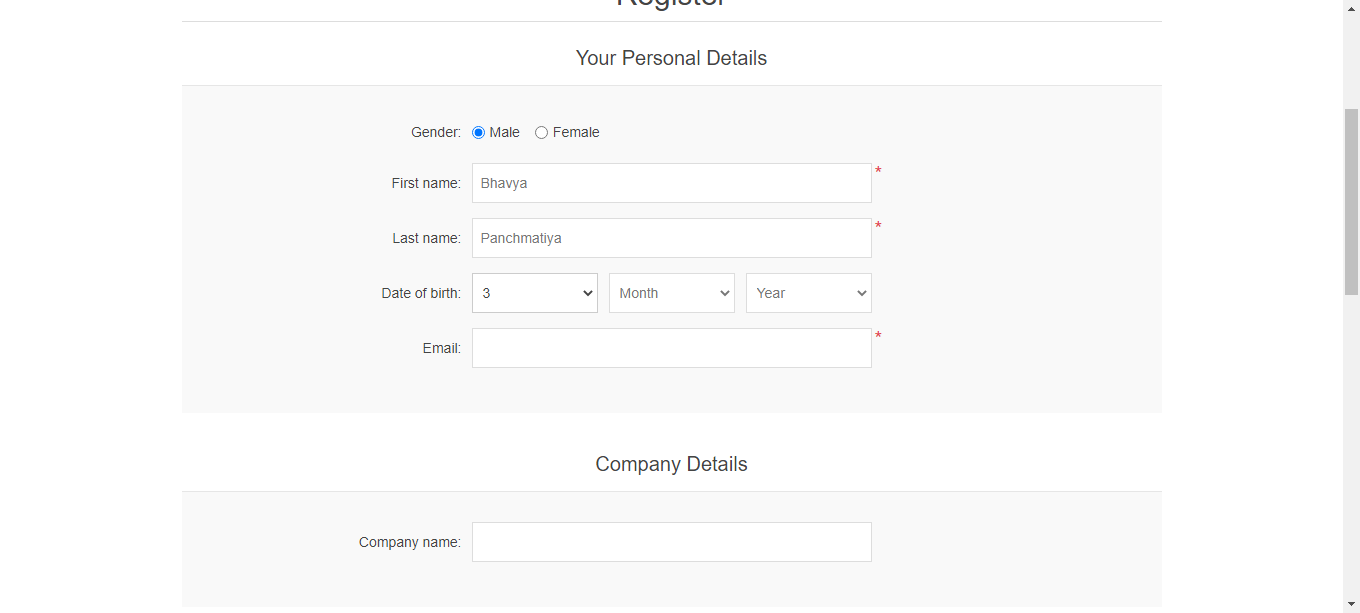 Register
Your Personal Details
Gender: Male Female
First name: Bhavya *
Last name: Panchmatiya *
Date of birth: 3 Month Year
Email: *
Company Details
Company name: